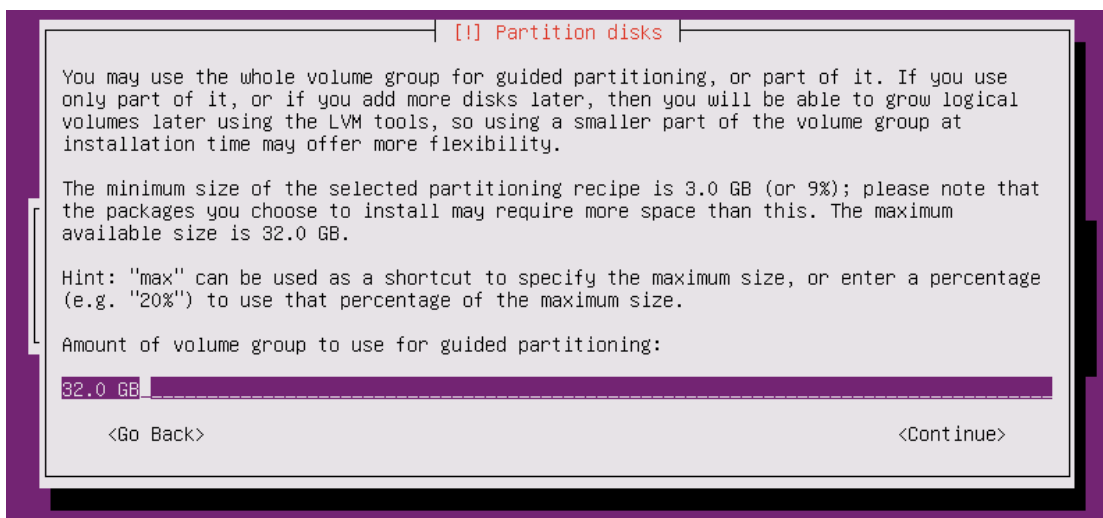 [!] Partition disks
You may use the whole volume group for guided partitioning, or part of it. If you use
only part of it, or if you add more disks later, then you will be able to grow logical
volumes later using the LVM tools, so using a smaller part of the volume group at
installation time may offer more flexibility.
The minimum size of the selected partitioning recipe is 3.0 GB (or 9%); please note that
the packages you choose to install may require more space than this. The maximum
available size is 32.0 GB.
Hint: "max" can be used as a shortcut to specify the maximum size, or enter a percentage
(e.g. "20%") to use that percentage of the maximum size.
Amount of volume group to use for guided partitioning:
32.0 GB
<Go Back> <Continue>